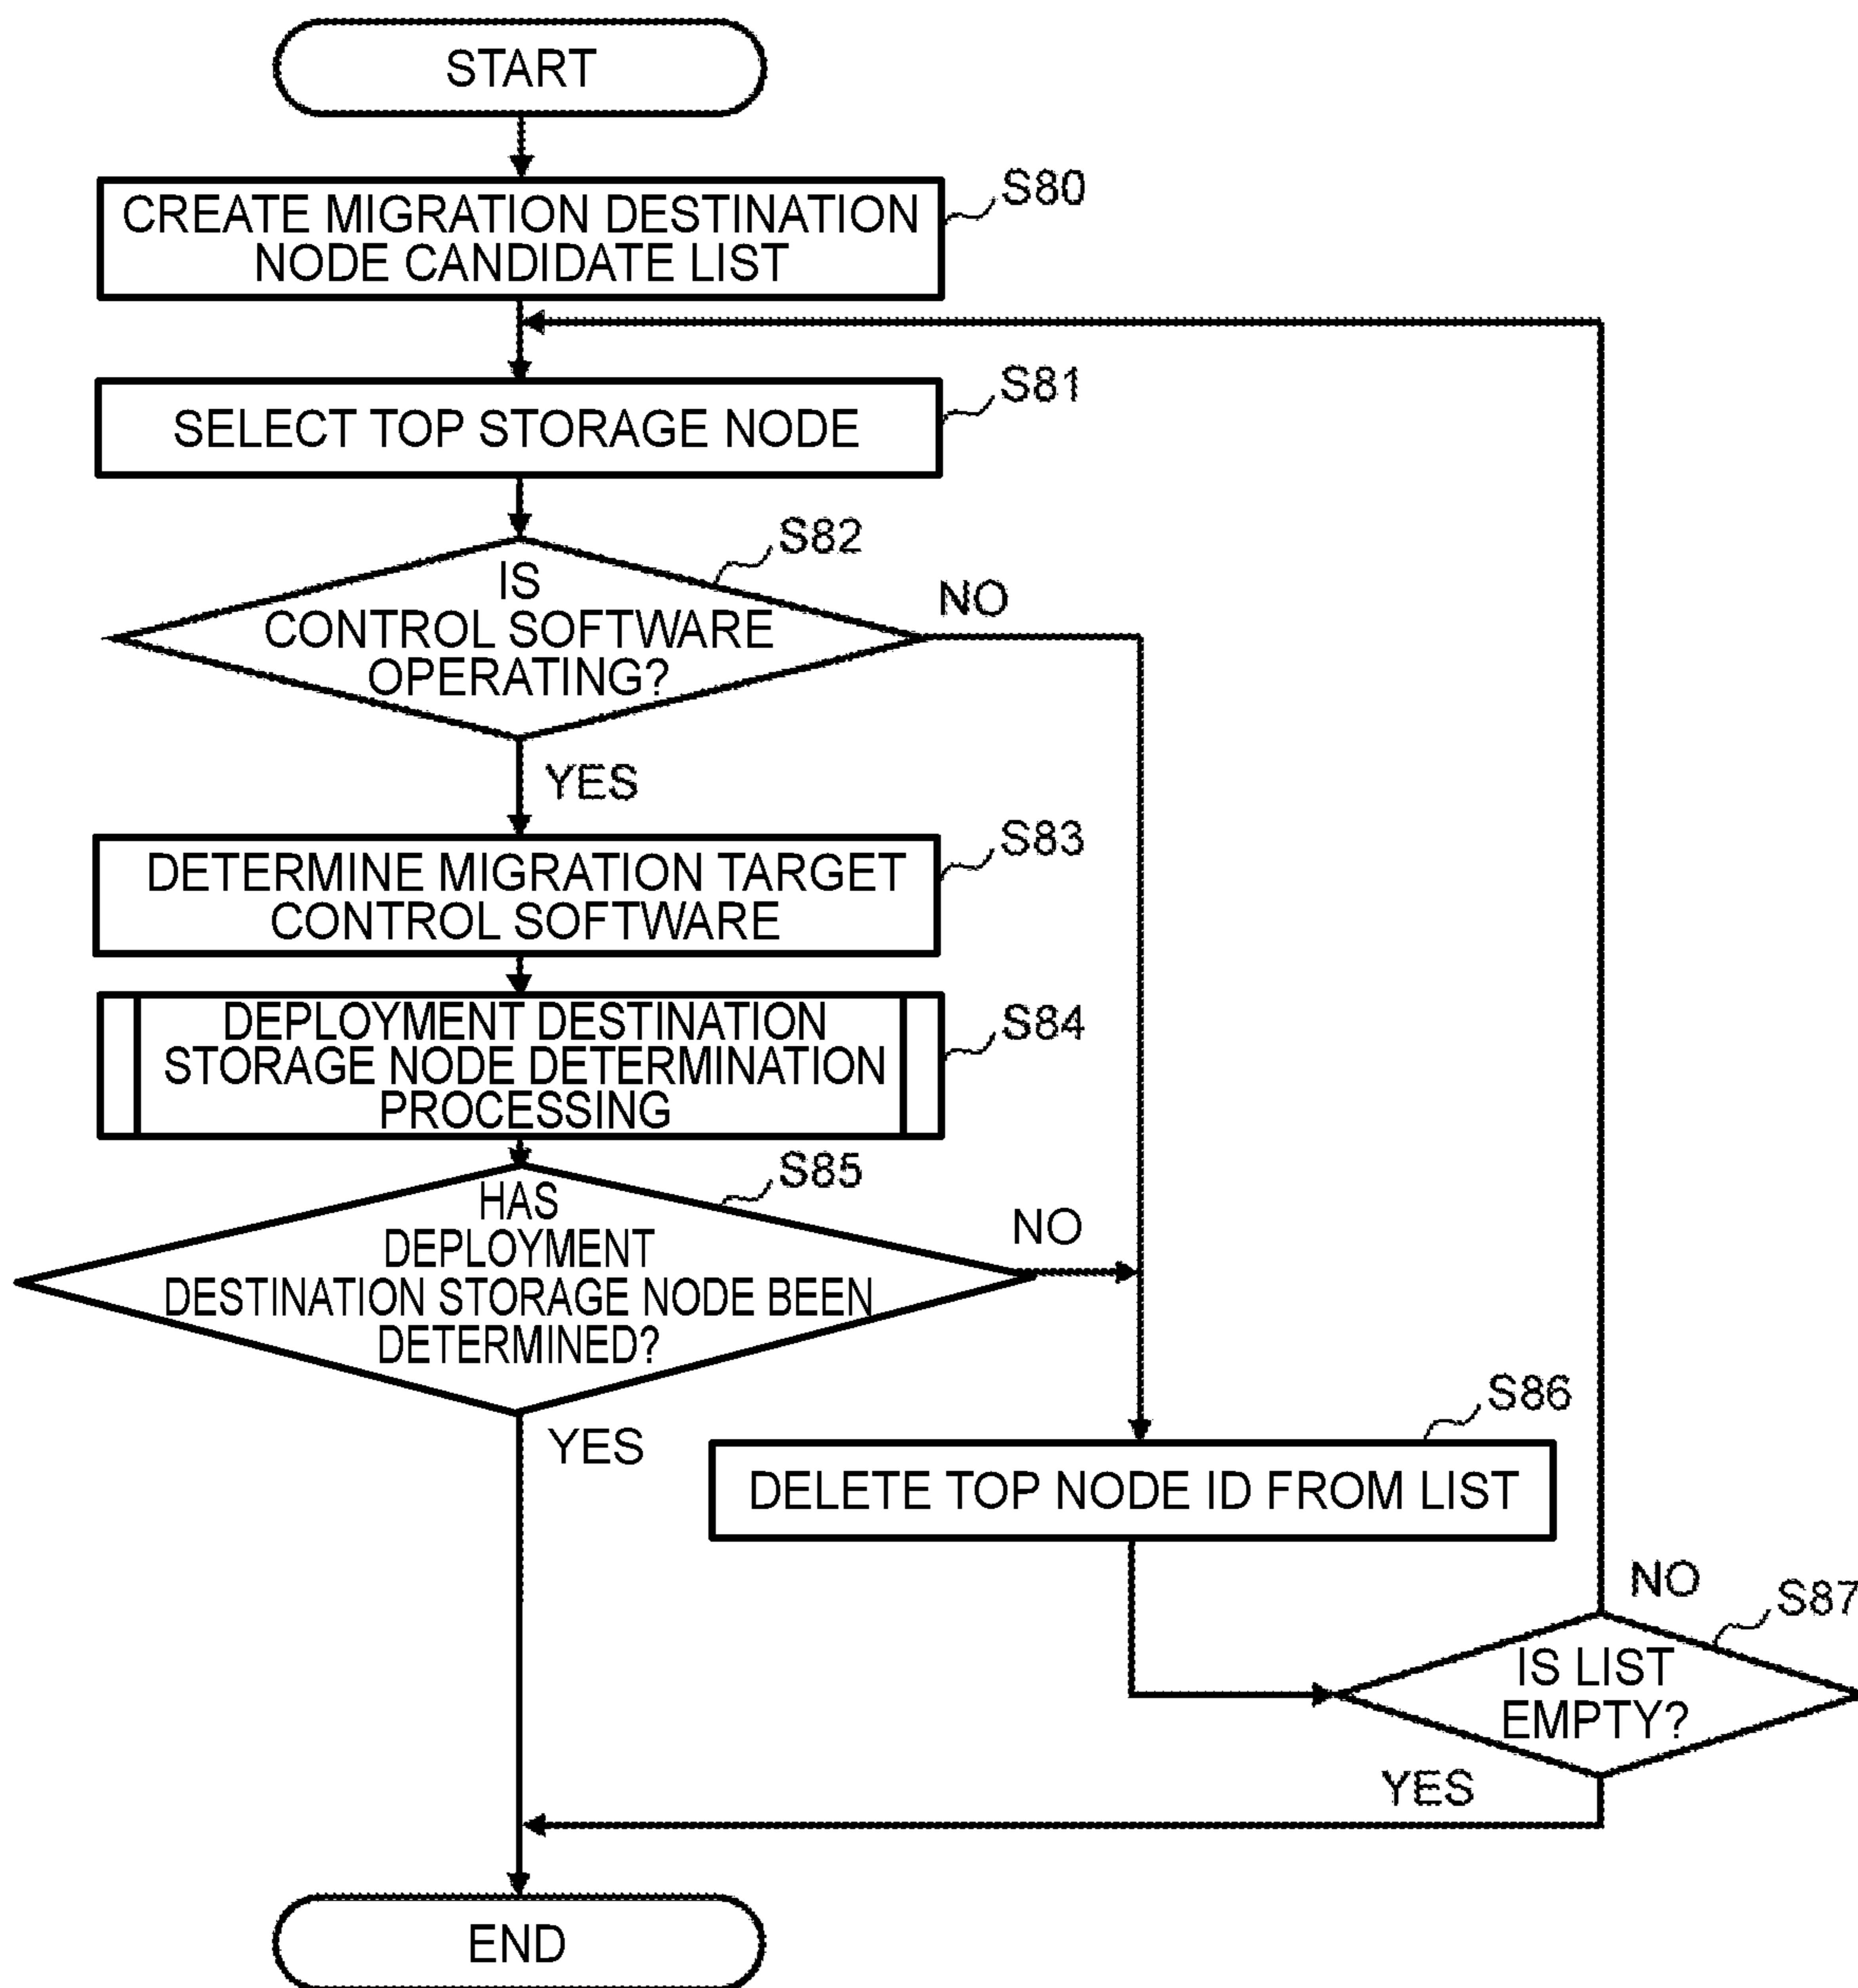 START
S80
CREATE MIGRATION DESTINATION
NODE CANDIDATE LIST
S81
SELECT TOP STORAGE NODE
S82
IS
CONTROL SOFTWARE
OPERATING?
NO
YES
S83
DETERMINE MIGRATION TARGET
CONTROL SOFTWARE
S84
DEPLOYMENT DESTINATION
STORAGE NODE DETERMINATION
PROCESSING
S85
HAS
DEPLOYMENT
DESTINATION STORAGE NODE BEEN
DETERMINED?
NO
YES
S86
DELETE TOP NODE ID FROM LIST
NO
S87
IS LIST
EMPTY?
YES
END